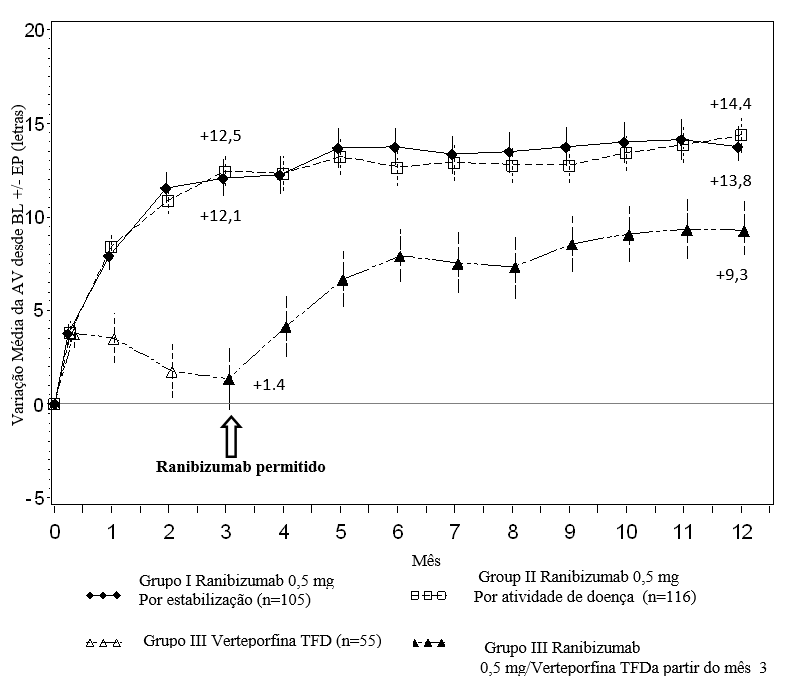 Variação Média da AV desde BL +/- EP (letras)
20
15
10
5
0
-5
+12,5
+12,1
+14,4
+13,8
+9,3
+1.4
Ranibizumab permitido
0 1 2 3 4 5 6 7 8 9 10 11 12
Mês
Grupo I Ranibizumab 0,5 mg
Por estabilização (n=105)
Group II Ranibizumab 0,5 mg
Por atividade de doença (n=116)
Grupo III Verteporfina TFD (n=55)
Grupo III Ranibizumab
0,5 mg/Verteporfina TFDa partir do mês 3